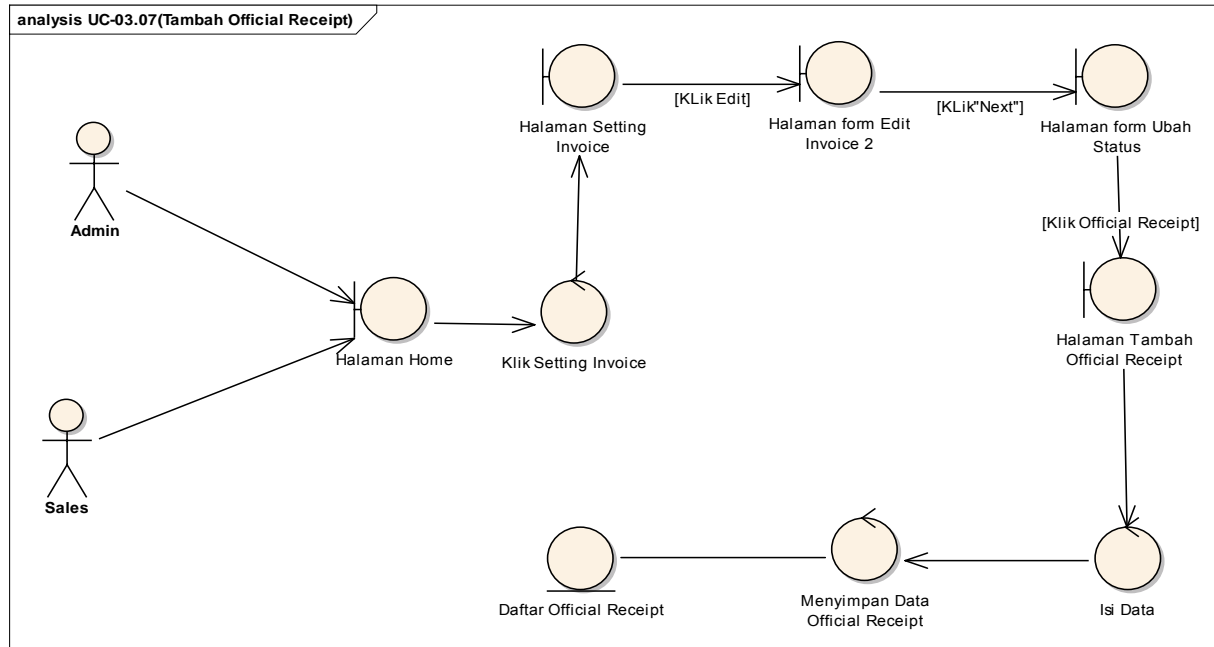 analysis UC-03.07(Tambah Official Receipt)
Halaman Setting
Invoice
[KLik Edit]
Halaman form Edit
Invoice 2
[KLik"Next"]
Halaman form Ubah
Status
Admin
[Klik Official Receipt]
Halaman Home
Klik Setting Invoice
Halaman Tambah
Official Receipt
Sales
Daftar Official Receipt
Menyimpan Data
Official Receipt
Isi Data